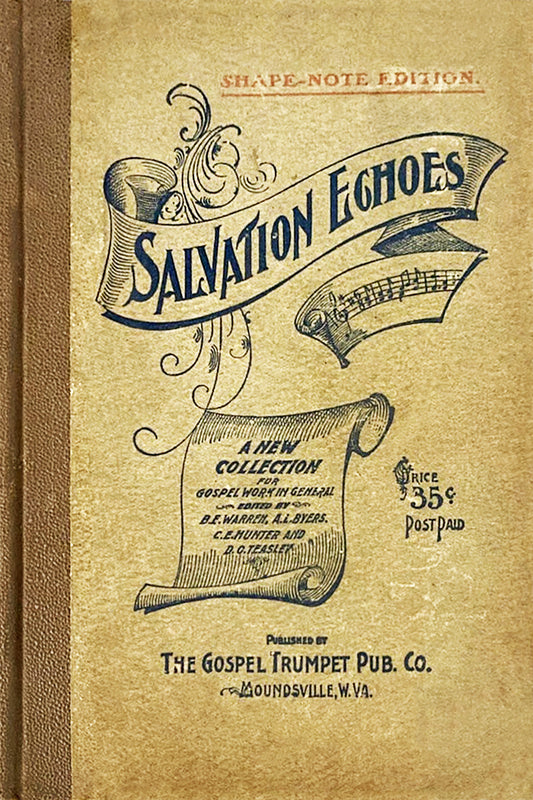 SHAPE-NOTE EDITION.
SALVATION ECHOES
A NEW
COLLECTION
FOR
GOSPEL WORK IN GENERAL
EDITED BY
B.E. WARREN, A.L. BYERS.
C.E. HUNTER AND
D.O. TEASLEY.
PRICE
35¢
POST PAID
PUBLISHED BY
THE GOSPEL TRUMPET PUB. CO.
MOUNDSVILLE, W. VA.